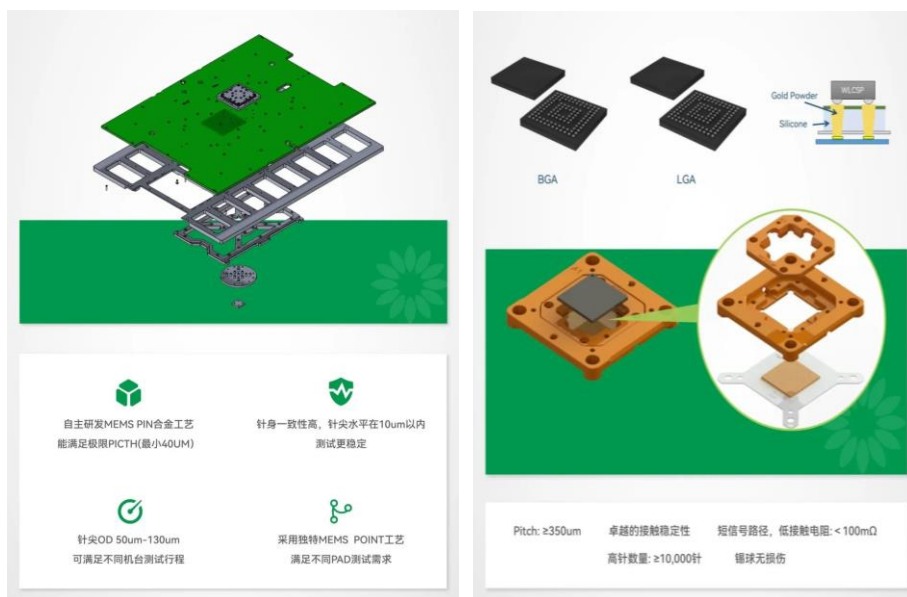 自主研发MEMS PIN合金工艺
能满足极限PICTH(最小40UM)
针身一致性高，针尖水平在10um以内
测试更稳定
针尖OD 50um-130um
可满足不同机台测试行程
采用独特MEMS POINT工艺
满足不同PAD测试需求
WLCSP
Gold Powder
Silicone
BGA
LGA
Pitch: ≥350um
卓越的接触稳定性
短信号路径，低接触电阻: <100mΩ
高针数量: ≥10,000针
锡球无损伤